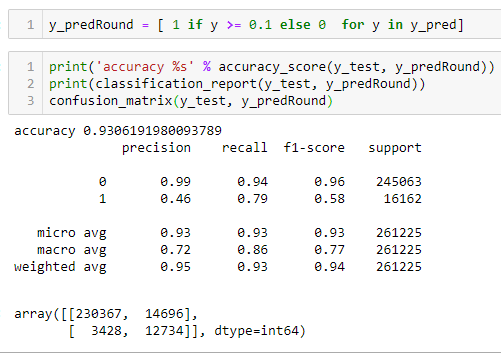 1 y_predRound = [ 1 if y >= 0.1 else 0  for y in y_pred]
1 print('accuracy %s' % accuracy_score(y_test, y_predRound))
2 print(classification_report(y_test, y_predRound))
3 confusion_matrix(y_test, y_predRound)
accuracy 0.9306191980093789
precision recall f1-score support
0 0.99 0.94 0.96 245063
1 0.46 0.79 0.58 16162
micro avg 0.93 0.93 0.93 261225
macro avg 0.72 0.86 0.77 261225
weighted avg 0.95 0.93 0.94 261225
array([[230367, 14696],
[ 3428, 12734]], dtype=int64)